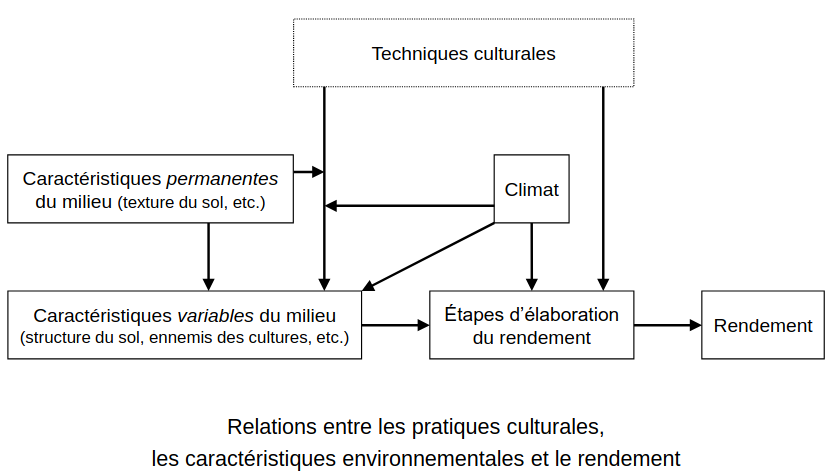 Techniques culturales
Caractéristiques permanentes
du milieu (texture du sol, etc.)
Climat
Caractéristiques variables du milieu
(structure du sol, ennemis des cultures, etc.)
Étapes d’élaboration
du rendement
Rendement
Relations entre les pratiques culturales,
les caractéristiques environnementales et le rendement